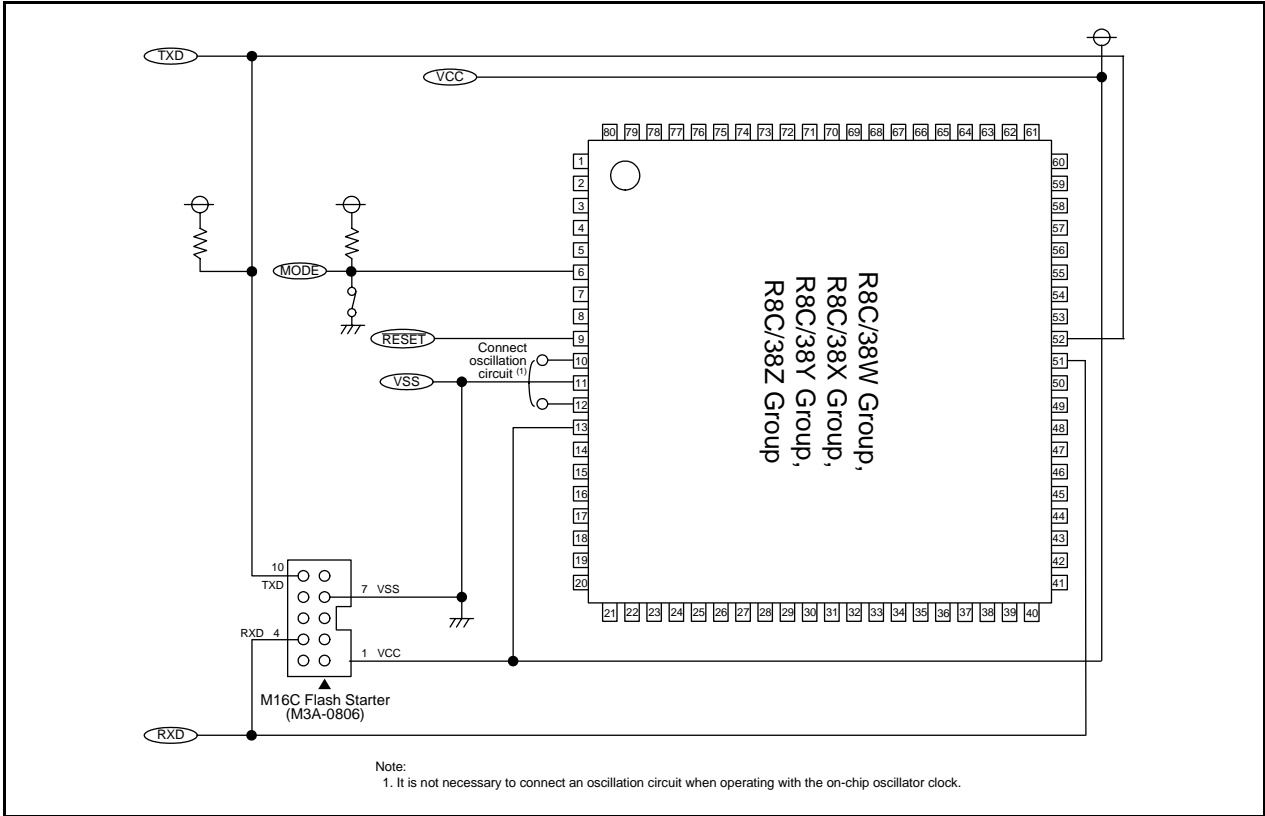 TXD
VCC
80 79 78 77 76 75 74 73 72 71 70 69 68 67 66 65 64 63 62 61
1
2
3
4
5
6
7
8
9
10
11
12
13
14
15
16
17
18
19
20
60
59
58
57
56
55
54
53
52
51
50
49
48
47
46
45
44
43
42
41
21 22 23 24 25 26 27 28 29 30 31 32 33 34 35 36 37 38 39 40
R8C/38W Group,
R8C/38X Group,
R8C/38Y Group,
R8C/38Z Group
MODE
RESET
Connect
oscillation
circuit (1)
VSS
10
TXD
7 VSS
RXD 4
1 VCC
M16C Flash Starter
(M3A-0806)
RXD
Note:
1. It is not necessary to connect an oscillation circuit when operating with the on-chip oscillator clock.